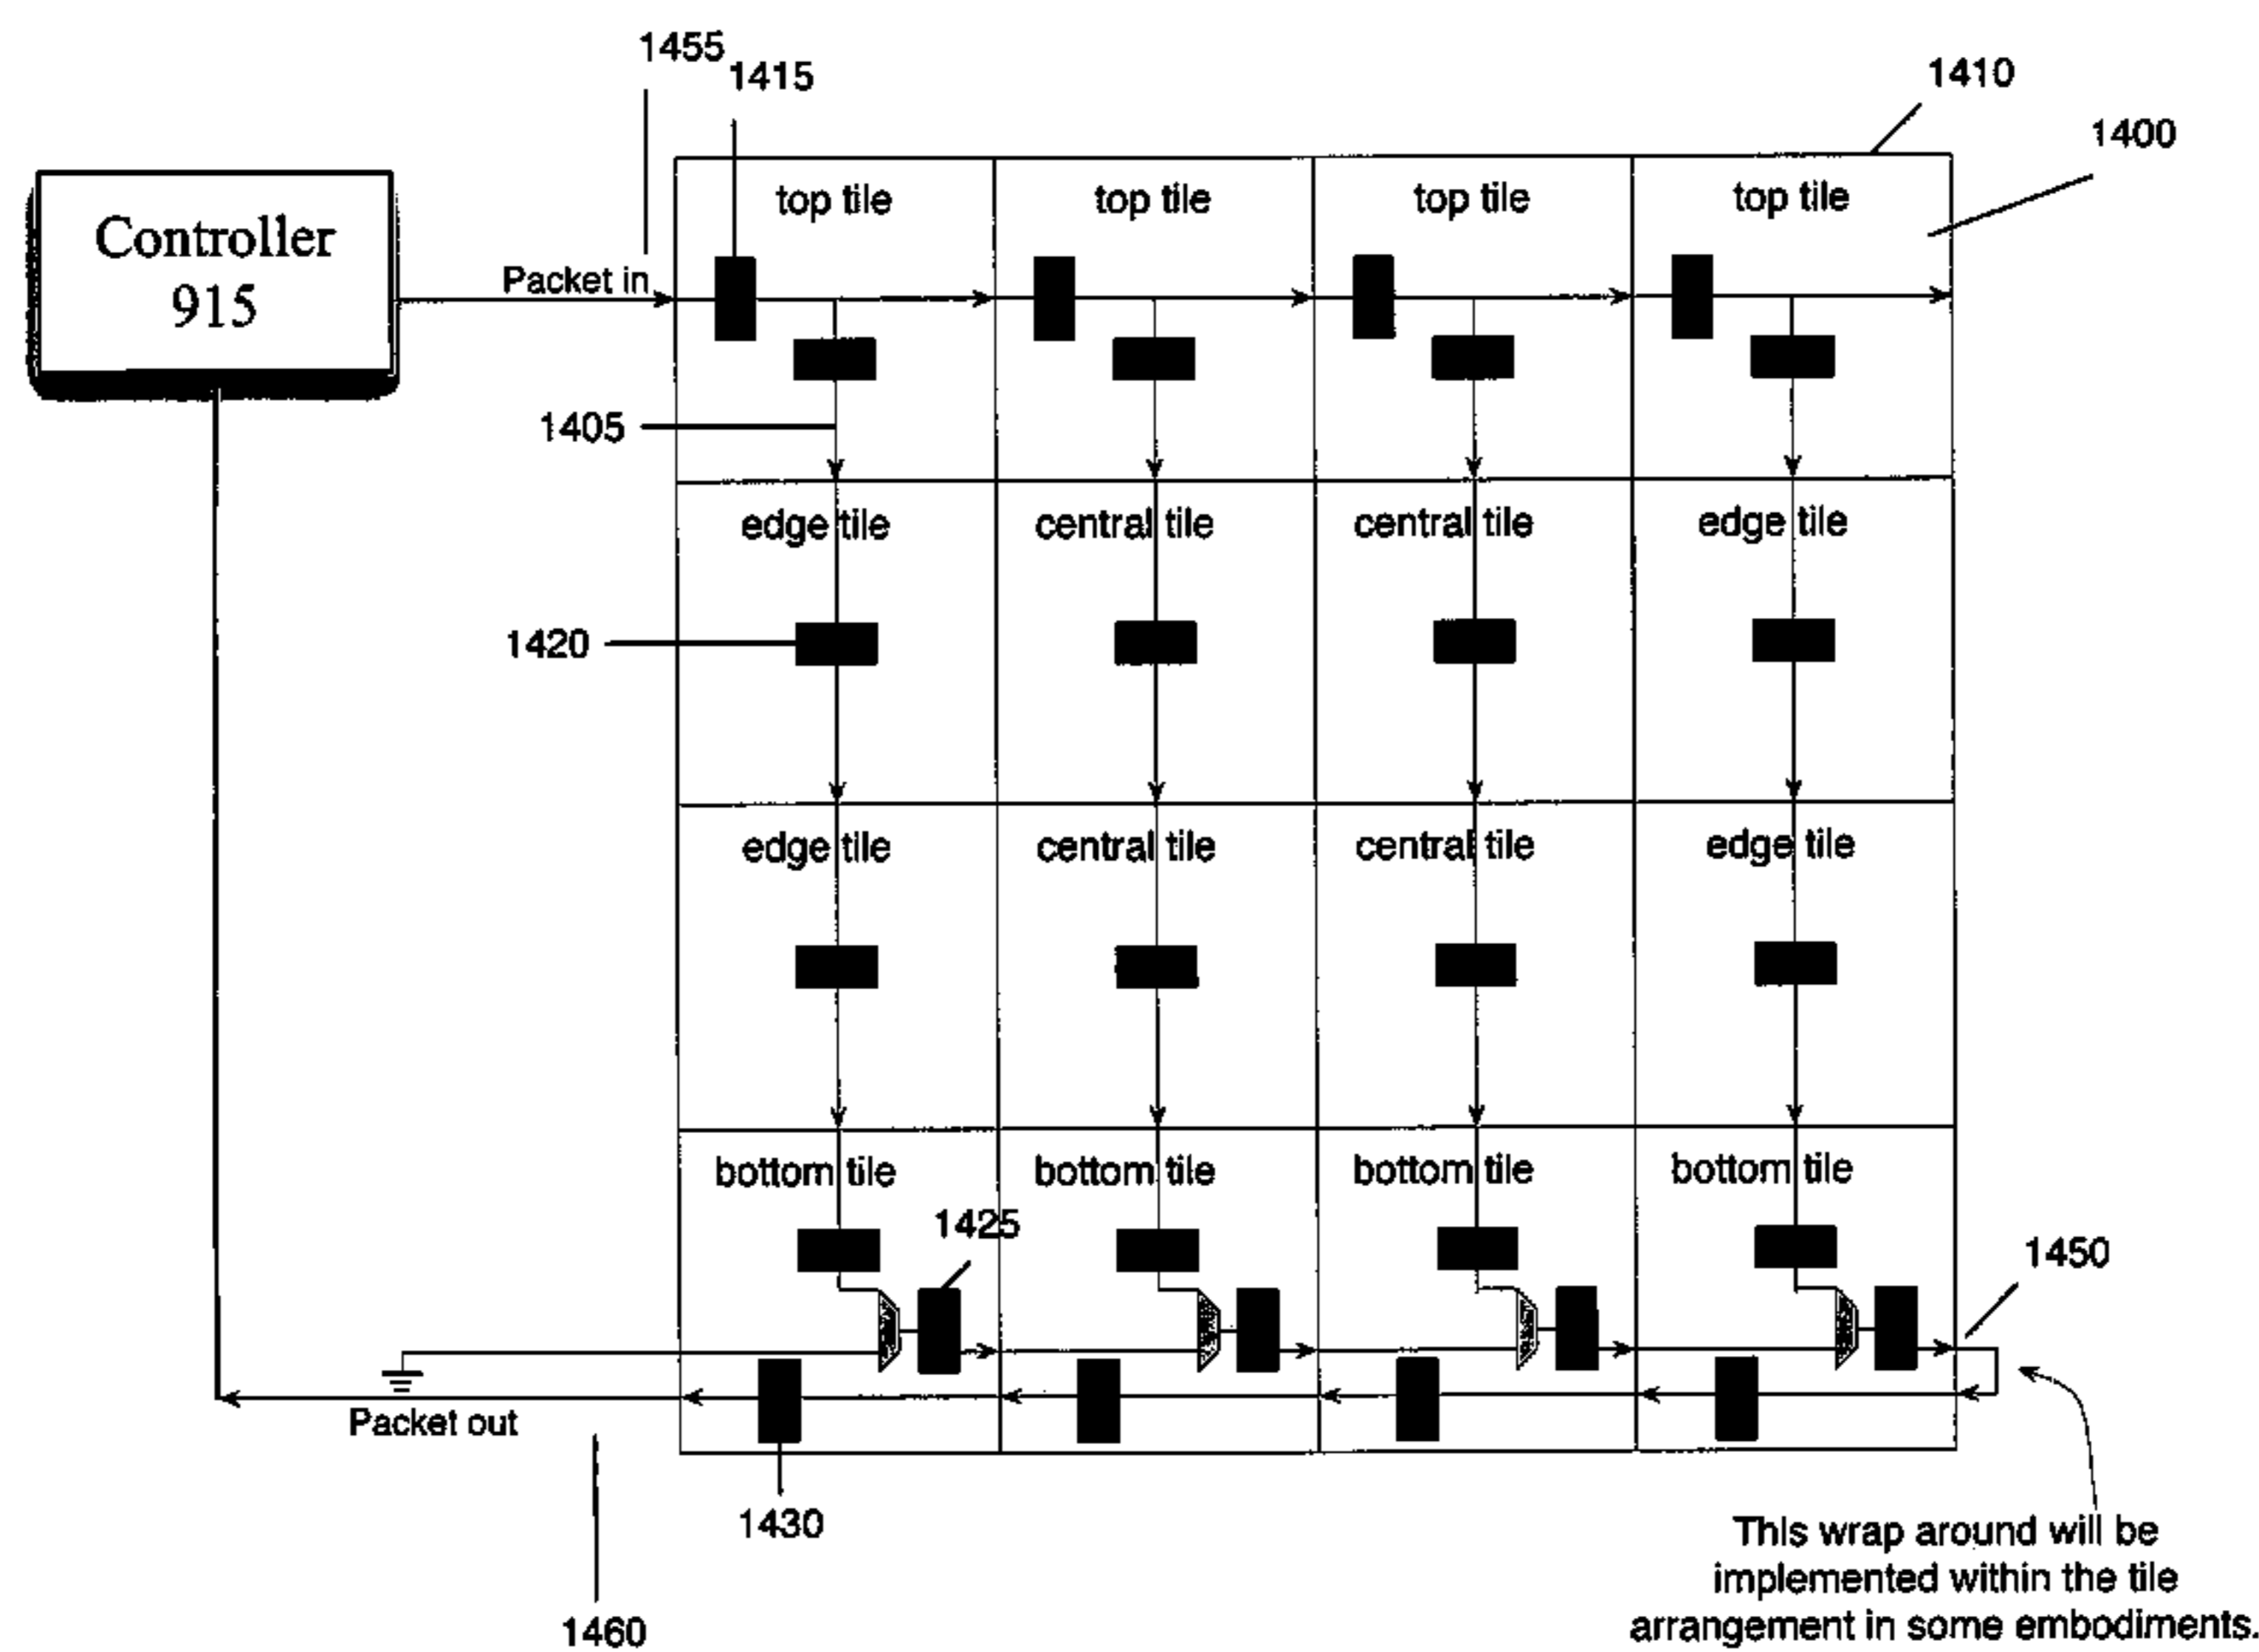 1455
1415
1410
1400
Controller
915
top tile
top tile
top tile
top tile
Packet in
1405
edge tile
central tile
central tile
edge tile
1420
edge tile
central tile
central tile
edge tile
bottom tile
bottom tile
bottom tile
bottom tile
1425
1450
Packet out
1430
1460
This wrap around will be
implemented within the tile
arrangement in some embodiments.